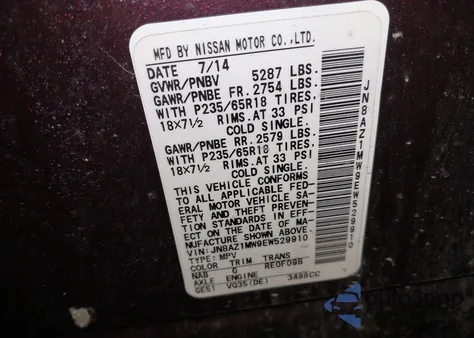 MFD BY NISSAN MOTOR CO.,LTD.
DATE 7/14
GVWR/PNBV 5287 LBS.
GAWR/PNBE FR. 2754 LBS.
WITH P235/65R18 TIRES.
18X7½ RIMS.AT 33 PSI
COLD SINGLE.
GAWR/PNBE RR. 2579 LBS.
WITH P235/65R18 TIRES.
18X7½ RIMS.AT 33 PSI
COLD SINGLE.
THIS VEHICLE CONFORMS
TO ALL APPLICABLE FED-
ERAL MOTOR VEHICLE SA-
FETY AND THEFT PREVEN-
TION STANDARDS IN EFF-
ECT ON THE DATE OF MA-
NUFACTURE SHOWN ABOVE.
VIN: JN8AZ1MW9EW529910
TYPE: MPV
COLOR TRIM TRANS
NAB G RE0F09B
AXLE ENGINE
GE51 VQ35(DE) 3498CC
JN8AZ1MW9EW529910